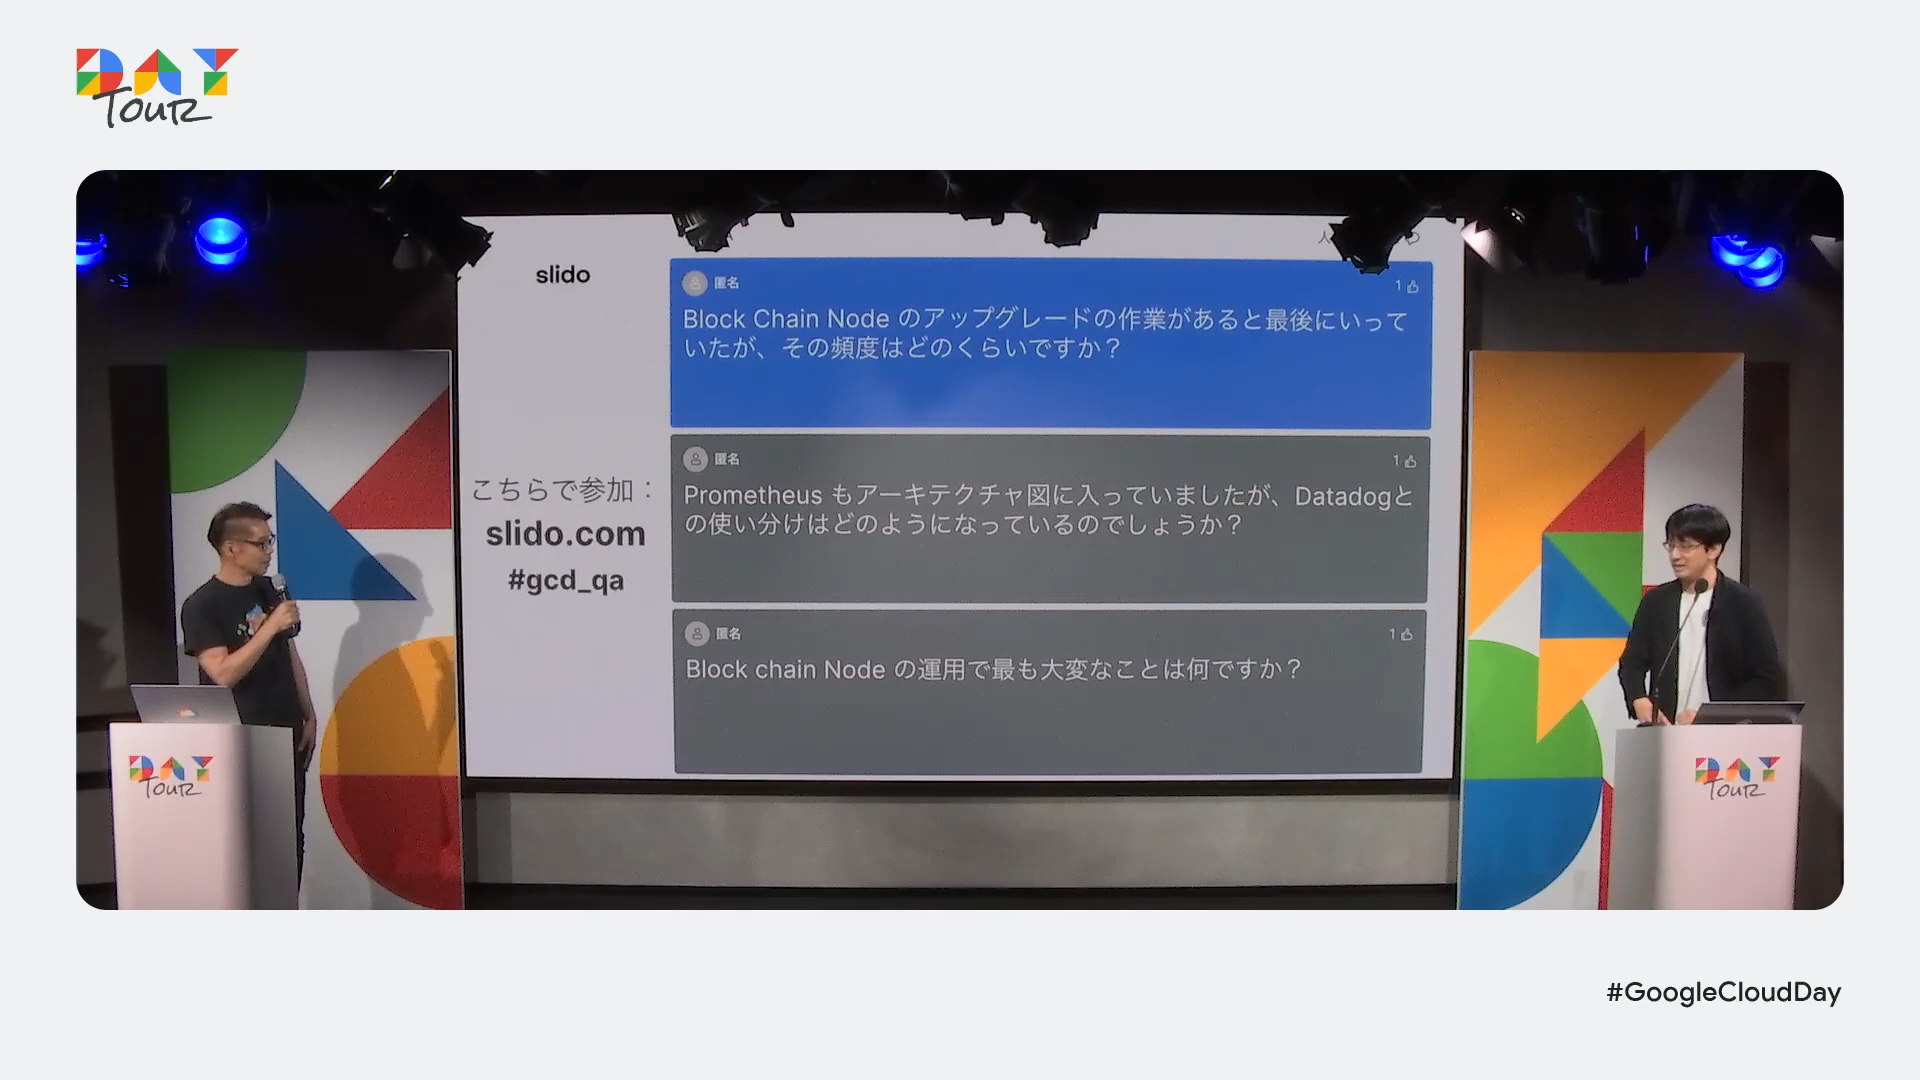 DAY
Tour
slido
こちらで参加：
slido.com
#gcd_qa
匿名
1
Block Chain Node のアップグレードの作業があると最後にいって
いたが、その頻度はどのくらいですか？
匿名
1
Prometheus もアーキテクチャ図に入っていましたが、Datadogと
の使い分けはどのようになっているのでしょうか？
匿名
1
Block chain Node の運用で最も大変なことは何ですか？
DAY
Tour
DAY
Tour
#GoogleCloudDay